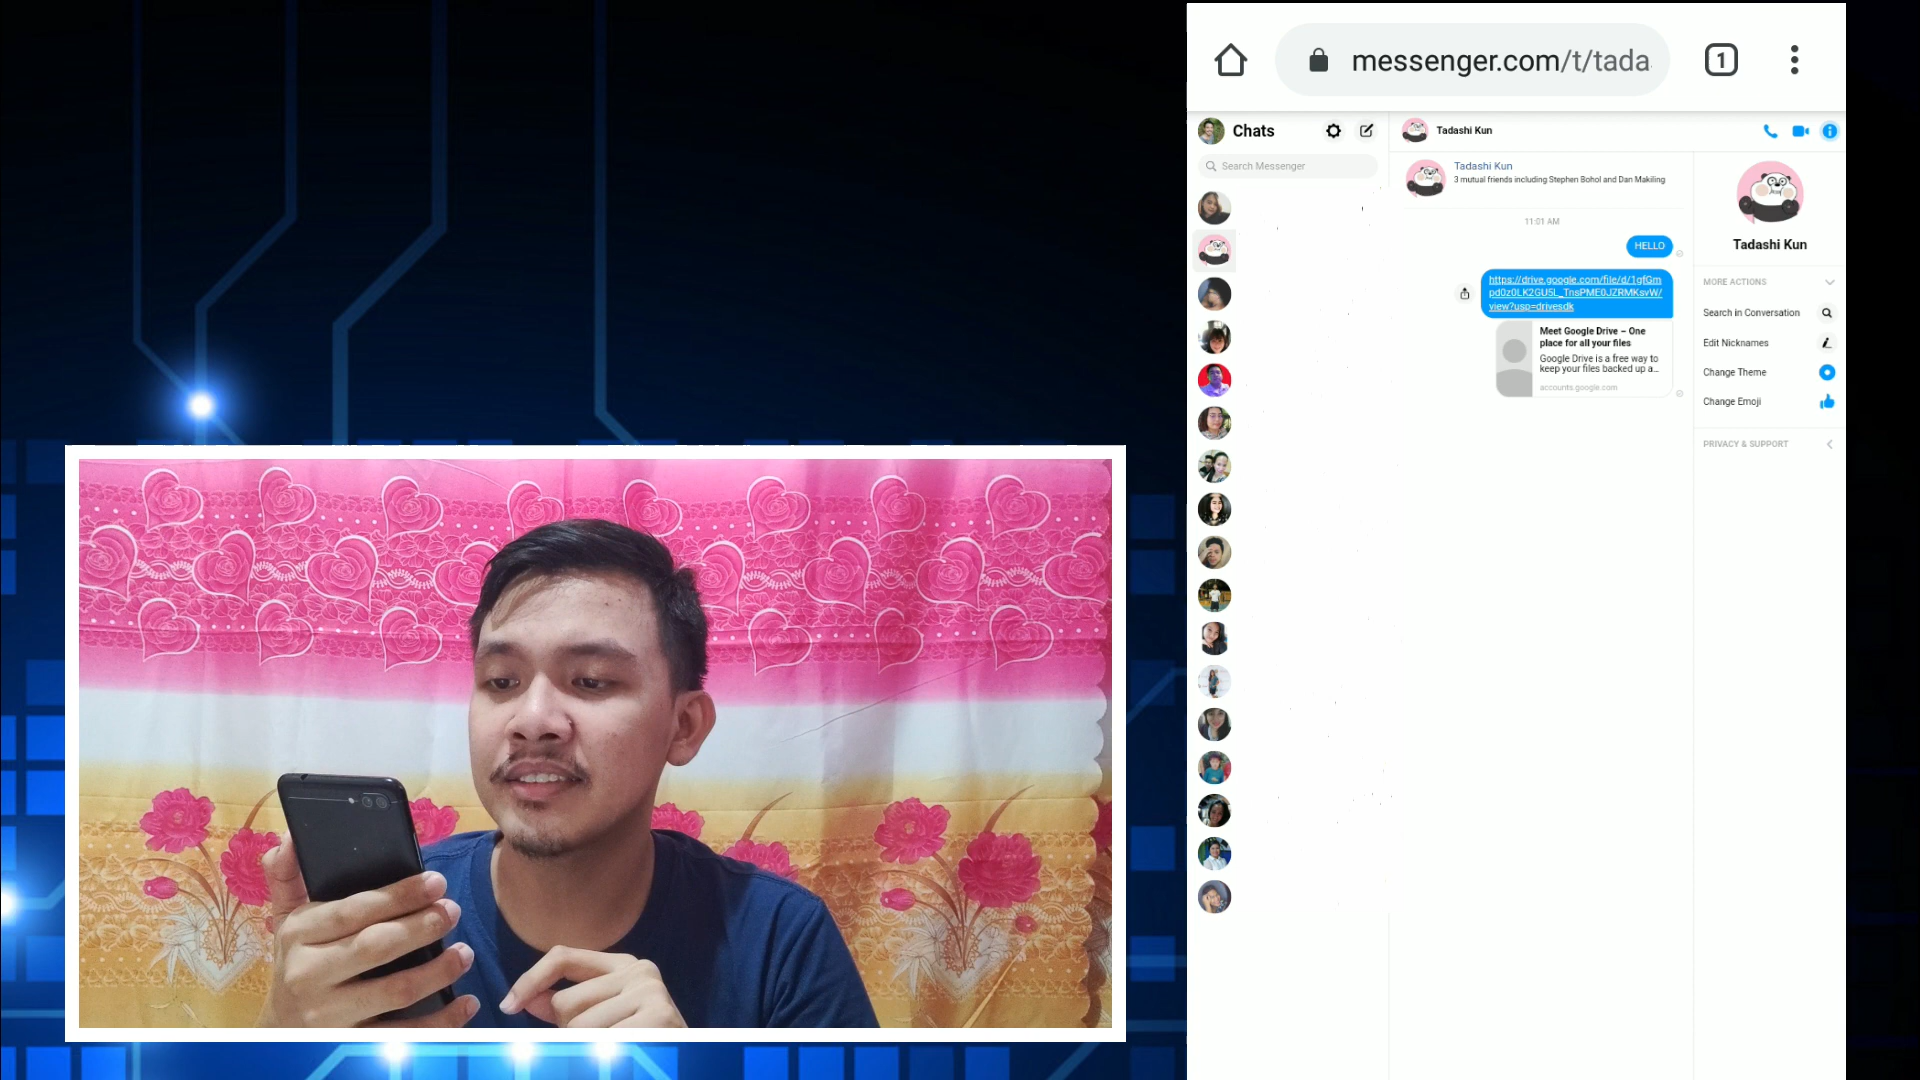 messenger.com/t/tada
1
Chats
Search Messenger
Tadashi Kun
Tadashi Kun
3 mutual friends including Stephen Bohol and Dan Makiling
11:01 AM
HELLO
https://drive.google.com/file/d/1gfGm
pd0z0LK2GU5L_TnsPME0JZRMKsvW/
view?usp=drivesdk
Meet Google Drive – One
place for all your files
Google Drive is a free way to
keep your files backed up a...
accounts.google.com
Tadashi Kun
MORE ACTIONS
Search in Conversation
Edit Nicknames
Change Theme
Change Emoji
PRIVACY & SUPPORT